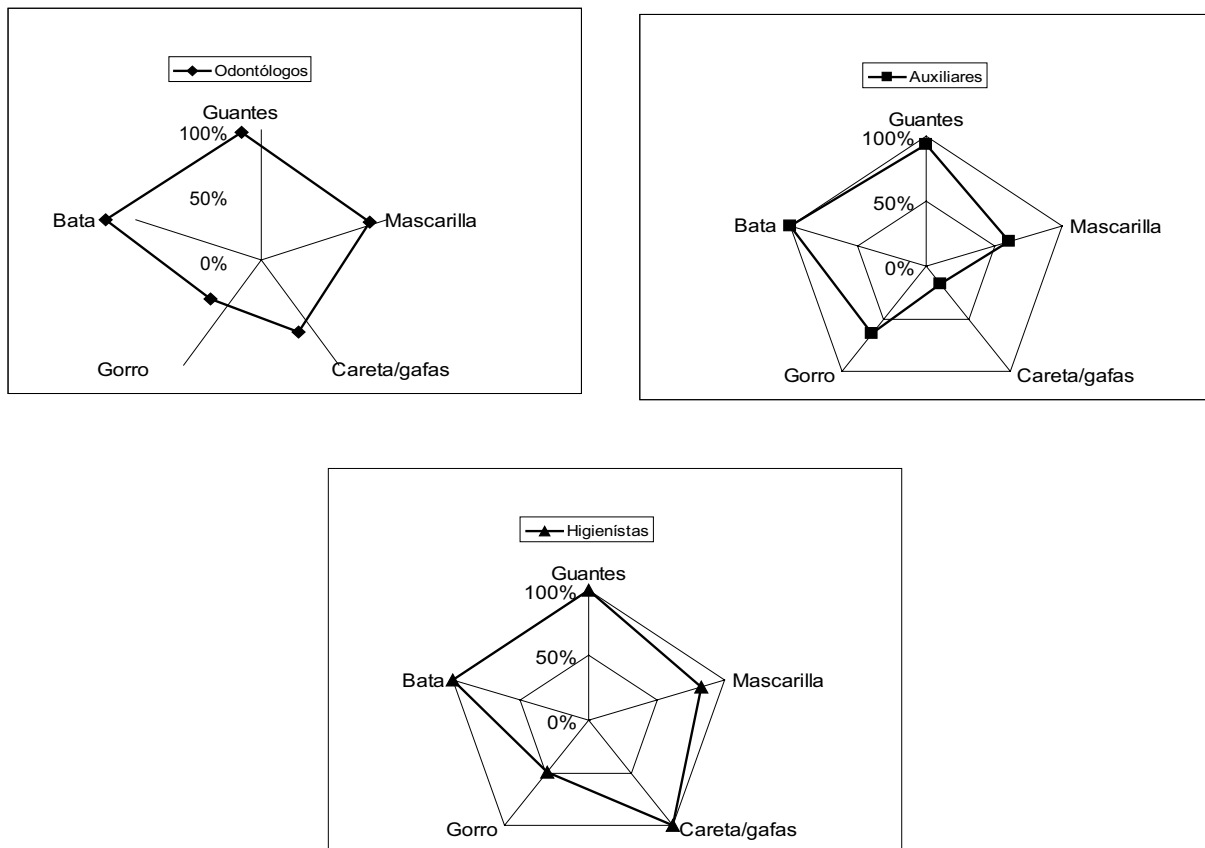 Odontólogos
Guantes
100%
50%
0%
Bata
Mascarilla
Gorro
Careta/gafas
Auxiliares
Guantes
100%
50%
0%
Bata
Mascarilla
Gorro
Careta/gafas
Higienístas
Guantes
100%
50%
0%
Bata
Mascarilla
Gorro
Careta/gafas